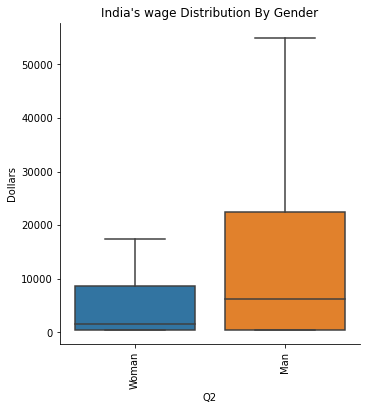 India's wage Distribution By Gender
Dollars
50000
40000
30000
20000
10000
0
Woman
Man
Q2